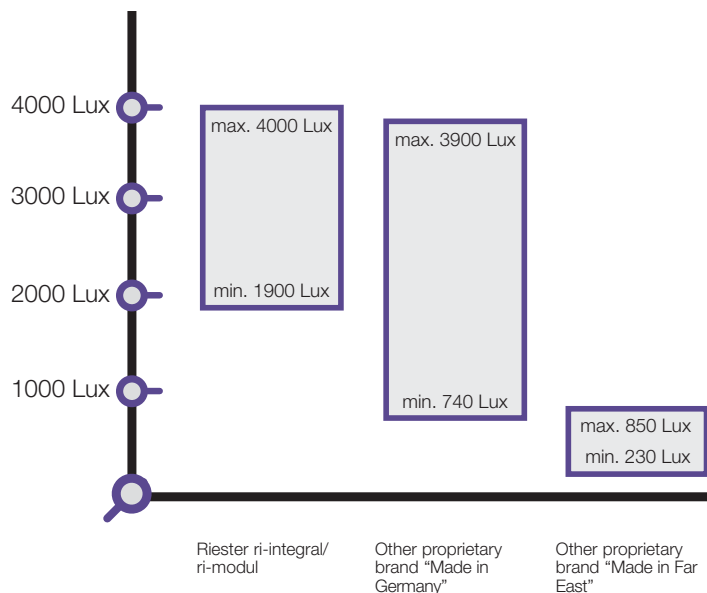 4000 Lux
3000 Lux
2000 Lux
1000 Lux
max. 4000 Lux
min. 1900 Lux
max. 3900 Lux
min. 740 Lux
max. 850 Lux
min. 230 Lux
Riester ri-integral/
ri-modul
Other proprietary
brand “Made in
Germany”
Other proprietary
brand “Made in Far
East”